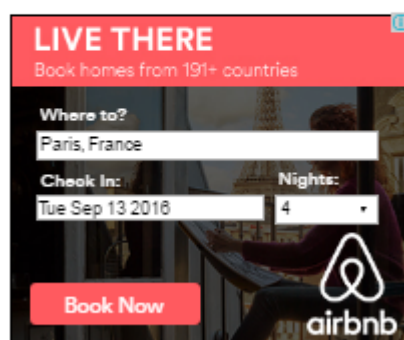 LIVE THERE
Book homes from 191+ countries
Where to?
Paris, France
Check In:
Nights:
Tue Sep 13 2016
4
Book Now
airbnb